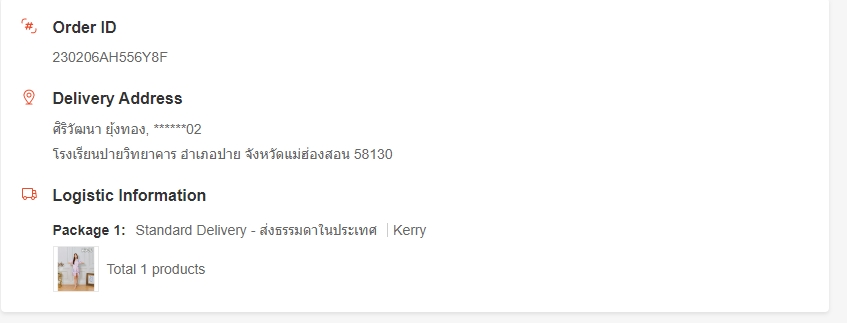 Order ID
230206AH556Y8F
Delivery Address
ศิริวัฒนา ยุ้งทอง, ******02
โรงเรียนปายวิทยาคาร อำเภอปาย จังหวัดแม่ฮ่องสอน 58130
Logistic Information
Package 1: Standard Delivery - ส่งธรรมดาในประเทศ | Kerry
Total 1 products